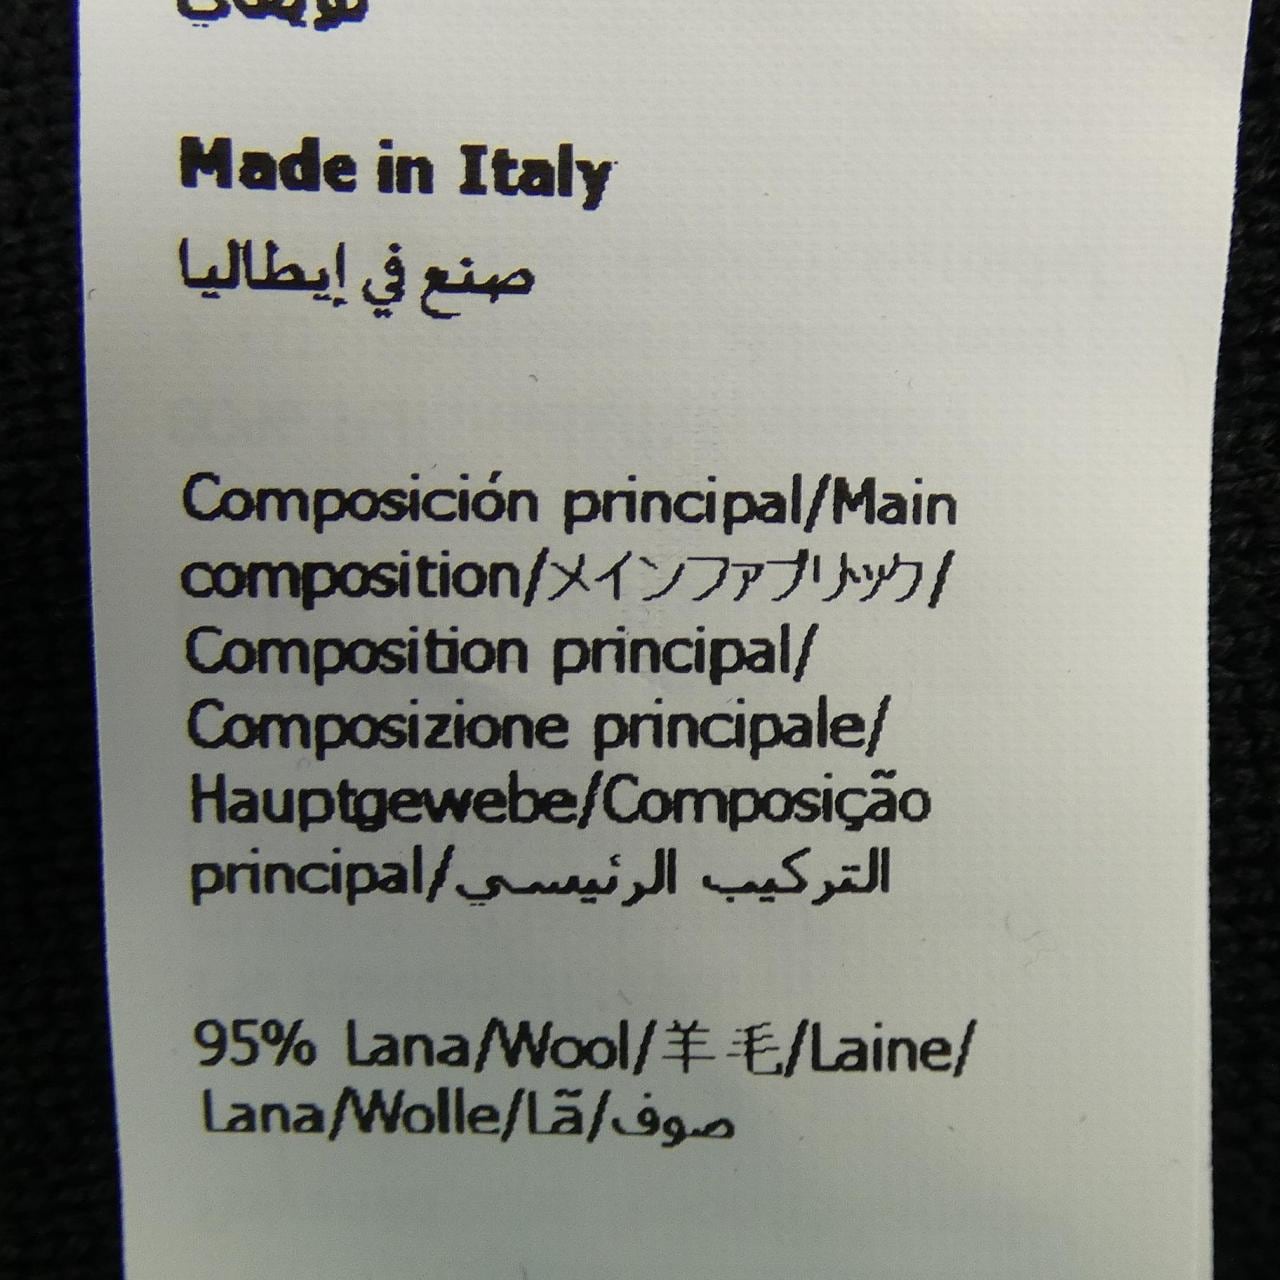 Made in Italy
صنع في إيطاليا
Composición principal/Main
composition/メインファブリック/
Composition principal/
Composizione principale/
Hauptgewebe/Composição
principal/التركيب الرئيسي
95% Lana/Wool/羊毛/Laine/
Lana/Wolle/Lã/صوف